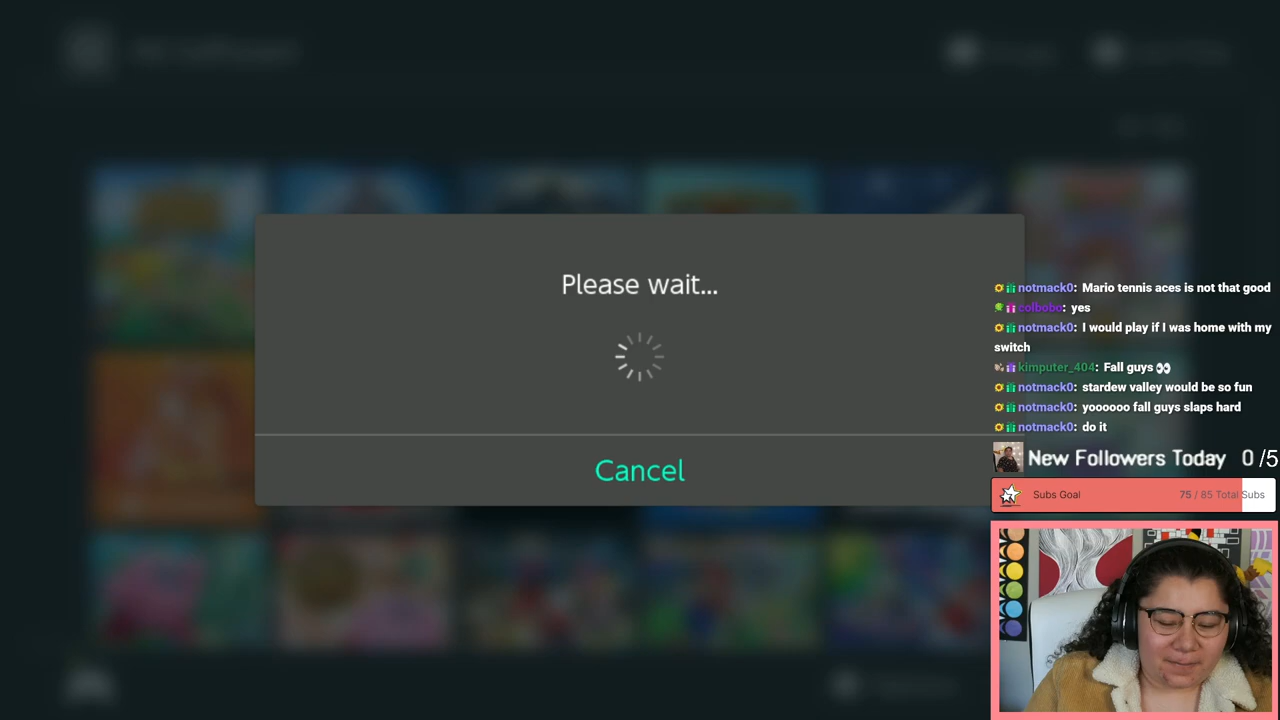 Please wait...
Cancel
notmack0: Mario tennis aces is not that good
colbobo: yes
notmack0: I would play if I was home with my
switch
kimputer_404: Fall guys 👀
notmack0: stardew valley would be so fun
notmack0: yoooooo fall guys slaps hard
notmack0: do it
New Followers Today 0 /5
Subs Goal 75 / 85 Total Subs